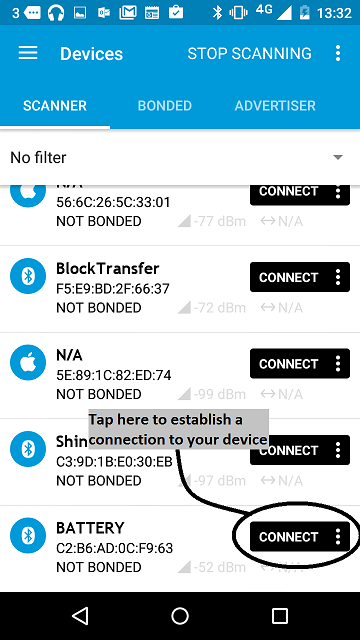 3 4G 13:32
Devices STOP SCANNING
SCANNER BONDED ADVERTISER
No filter
N/A CONNECT
56:6C:26:5C:33:01
NOT BONDED -77 dBm N/A
BlockTransfer
F5:E9:BD:2F:66:37 CONNECT
NOT BONDED -72 dBm N/A
N/A
5E:89:1C:82:ED:74 CONNECT
NOT BONDED -99 dBm N/A
Tap here to establish a
connection to your device
Shin
C3:9D:1B:E0:30:EB CONNECT
NOT BONDED -97 dBm N/A
BATTERY
C2:B6:AD:0C:F9:63 CONNECT
NOT BONDED -52 dBm N/A